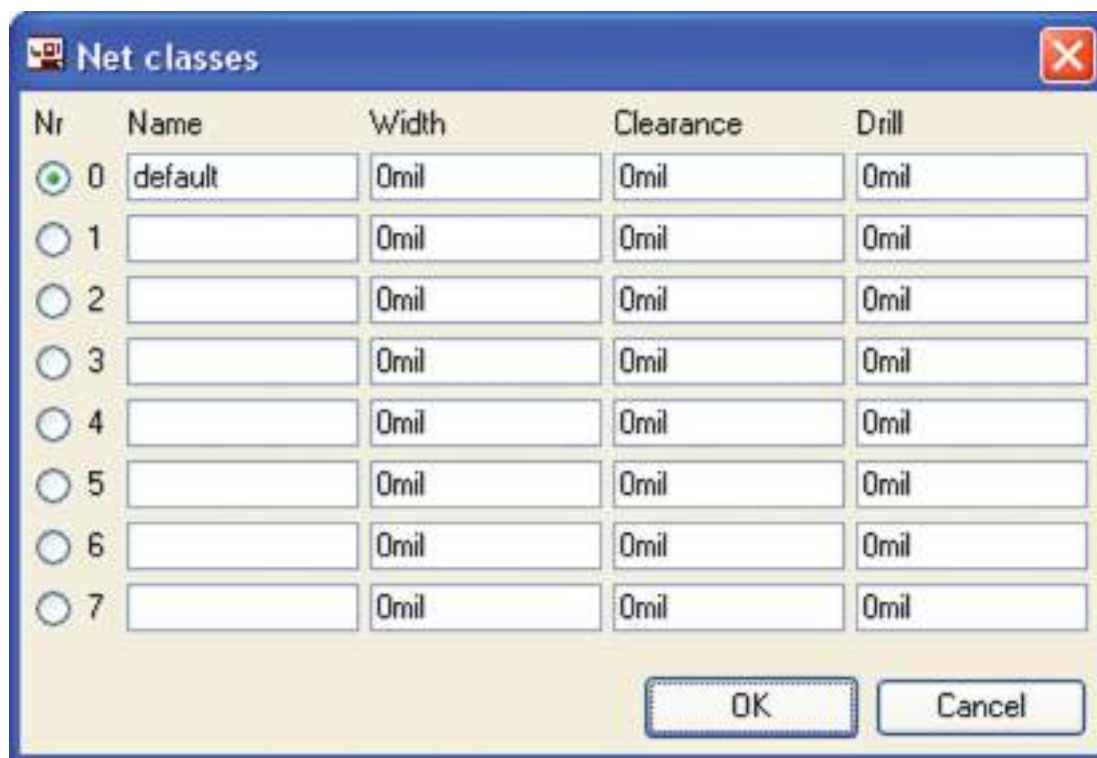 Net classes
Nr Name Width Clearance Drill
0 default 0mil 0mil 0mil
1 0mil 0mil 0mil
2 0mil 0mil 0mil
3 0mil 0mil 0mil
4 0mil 0mil 0mil
5 0mil 0mil 0mil
6 0mil 0mil 0mil
7 0mil 0mil 0mil
OK Cancel